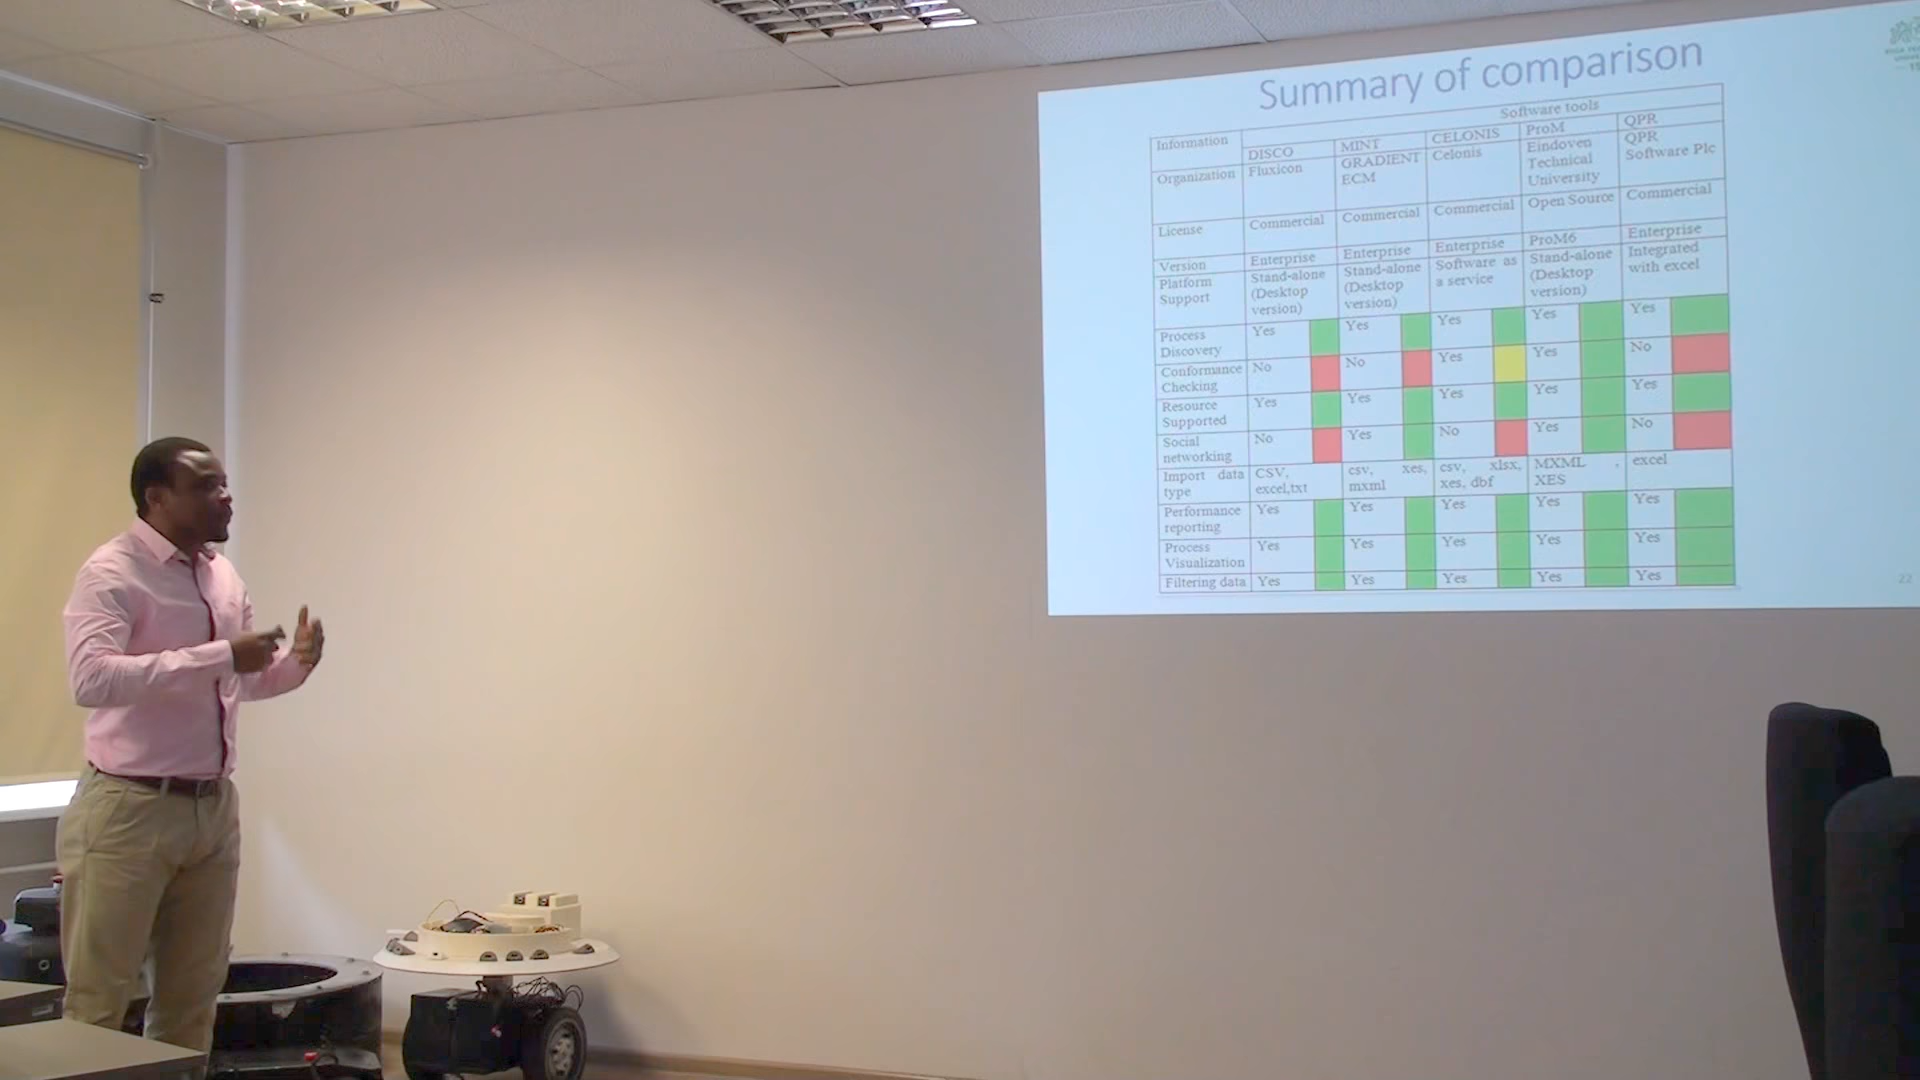 Summary of comparison
Information Software tools
DISCO MINT CELONIS ProM QPR
Organization Fluxicon GRADIENT ECM Celonis Eindoven Technical University QPR Software Plc
License Commercial Commercial Commercial Open Source Commercial
Version Enterprise Enterprise Enterprise ProM6 Enterprise
Platform Support Stand-alone (Desktop version) Stand-alone (Desktop version) Software as a service Stand-alone (Desktop version) Integrated with excel
Process Discovery Yes Yes Yes Yes Yes
Conformance Checking No No Yes Yes No
Resource Supported Yes Yes Yes Yes Yes
Social networking No Yes No Yes No
Import data type CSV, excel,txt csv, xes, mxml csv, xlsx, xes, dbf MXML , XES excel
Performance reporting Yes Yes Yes Yes Yes
Process Visualization Yes Yes Yes Yes Yes
Filtering data Yes Yes Yes Yes Yes
22